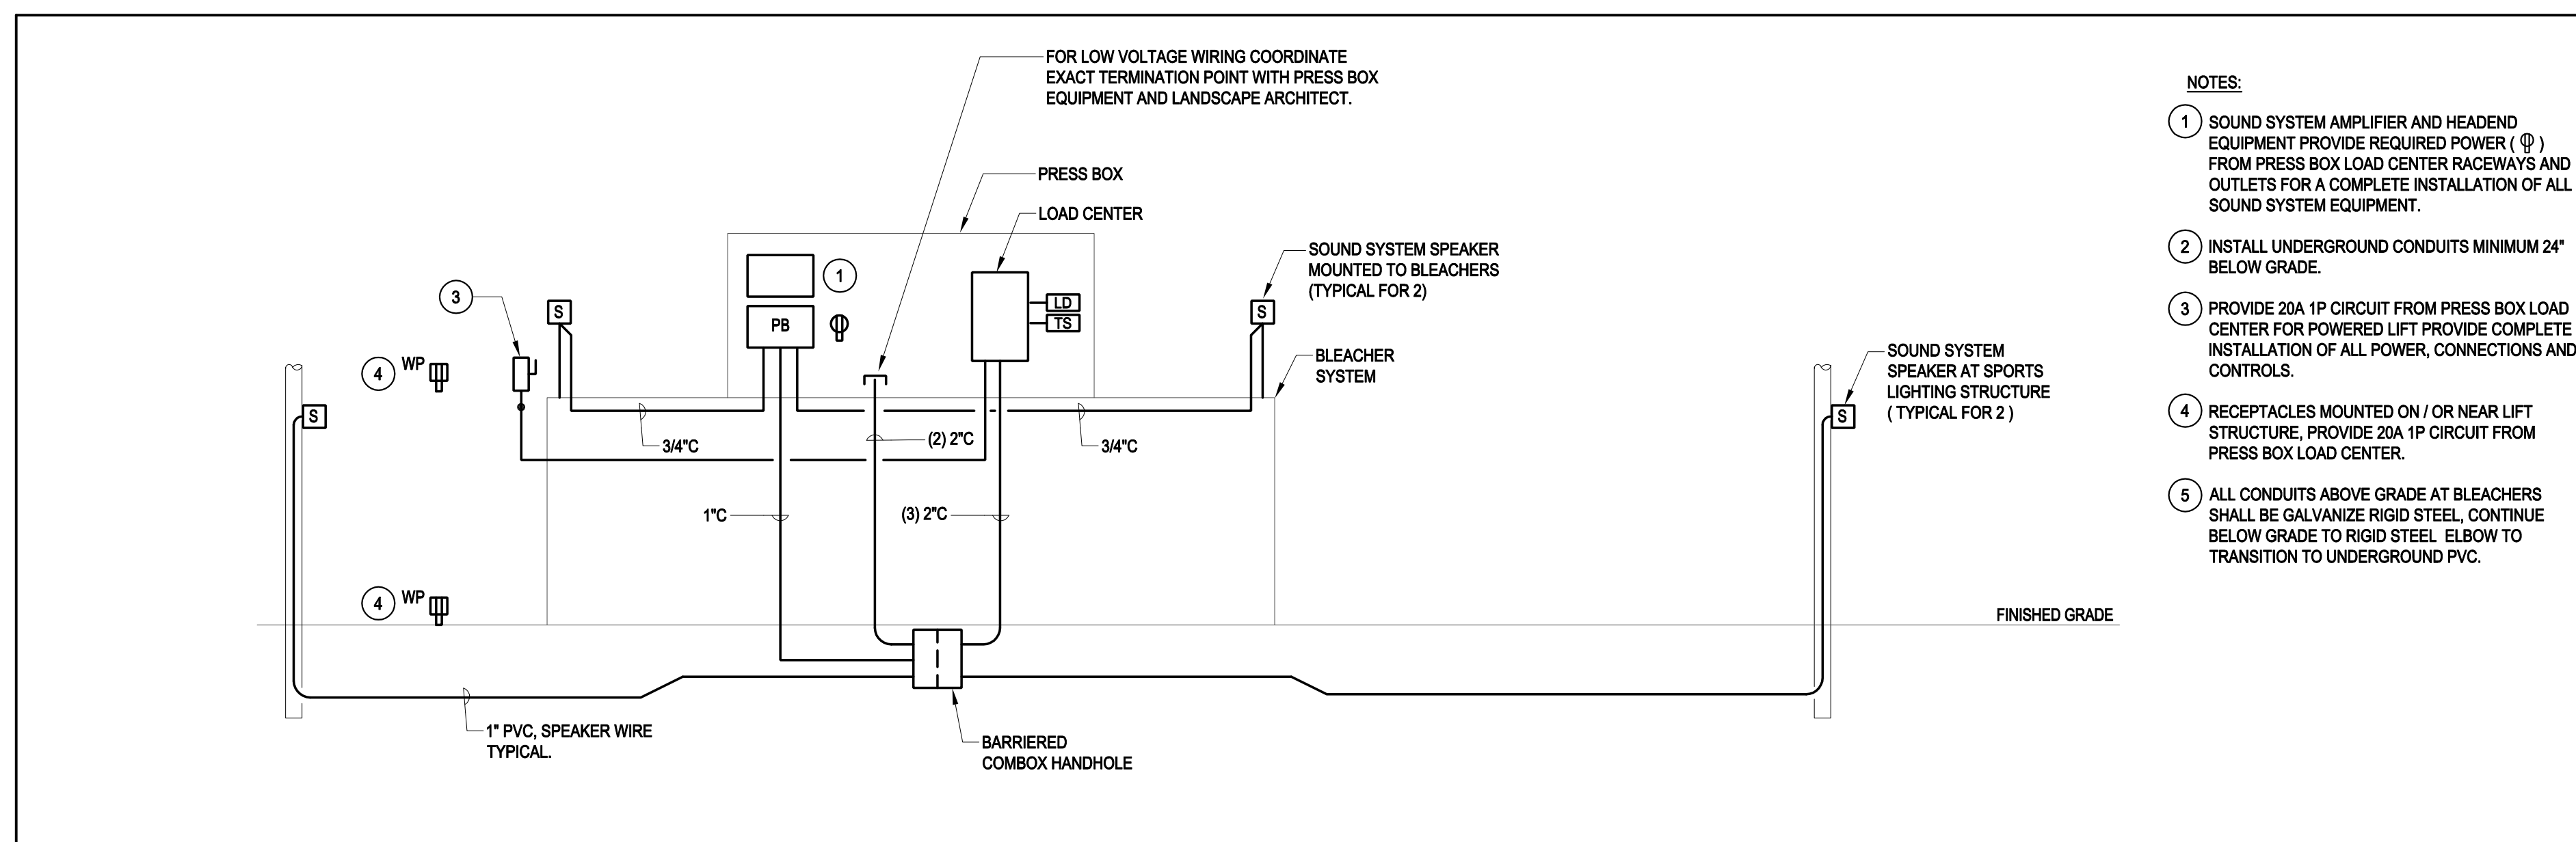 FOR LOW VOLTAGE WIRING COORDINATE
EXACT TERMINATION POINT WITH PRESS BOX
EQUIPMENT AND LANDSCAPE ARCHITECT.
PRESS BOX
LOAD CENTER
SOUND SYSTEM SPEAKER
MOUNTED TO BLEACHERS
(TYPICAL FOR 2)
1
3
S
PB
LD
TS
S
BLEACHER
SYSTEM
4 WP
S
SOUND SYSTEM
SPEAKER AT SPORTS
LIGHTING STRUCTURE
( TYPICAL FOR 2 )
S
3/4"C
(2) 2"C
3/4"C
1"C
(3) 2"C
4 WP
FINISHED GRADE
1" PVC, SPEAKER WIRE
TYPICAL.
BARRIERED
COMBOX HANDHOLE
NOTES:
1 SOUND SYSTEM AMPLIFIER AND HEADEND
EQUIPMENT PROVIDE REQUIRED POWER ( )
FROM PRESS BOX LOAD CENTER RACEWAYS AND
OUTLETS FOR A COMPLETE INSTALLATION OF ALL
SOUND SYSTEM EQUIPMENT.
2 INSTALL UNDERGROUND CONDUITS MINIMUM 24"
BELOW GRADE.
3 PROVIDE 20A 1P CIRCUIT FROM PRESS BOX LOAD
CENTER FOR POWERED LIFT PROVIDE COMPLETE
INSTALLATION OF ALL POWER, CONNECTIONS AND
CONTROLS.
4 RECEPTACLES MOUNTED ON / OR NEAR LIFT
STRUCTURE, PROVIDE 20A 1P CIRCUIT FROM
PRESS BOX LOAD CENTER.
5 ALL CONDUITS ABOVE GRADE AT BLEACHERS
SHALL BE GALVANIZE RIGID STEEL, CONTINUE
BELOW GRADE TO RIGID STEEL ELBOW TO
TRANSITION TO UNDERGROUND PVC.